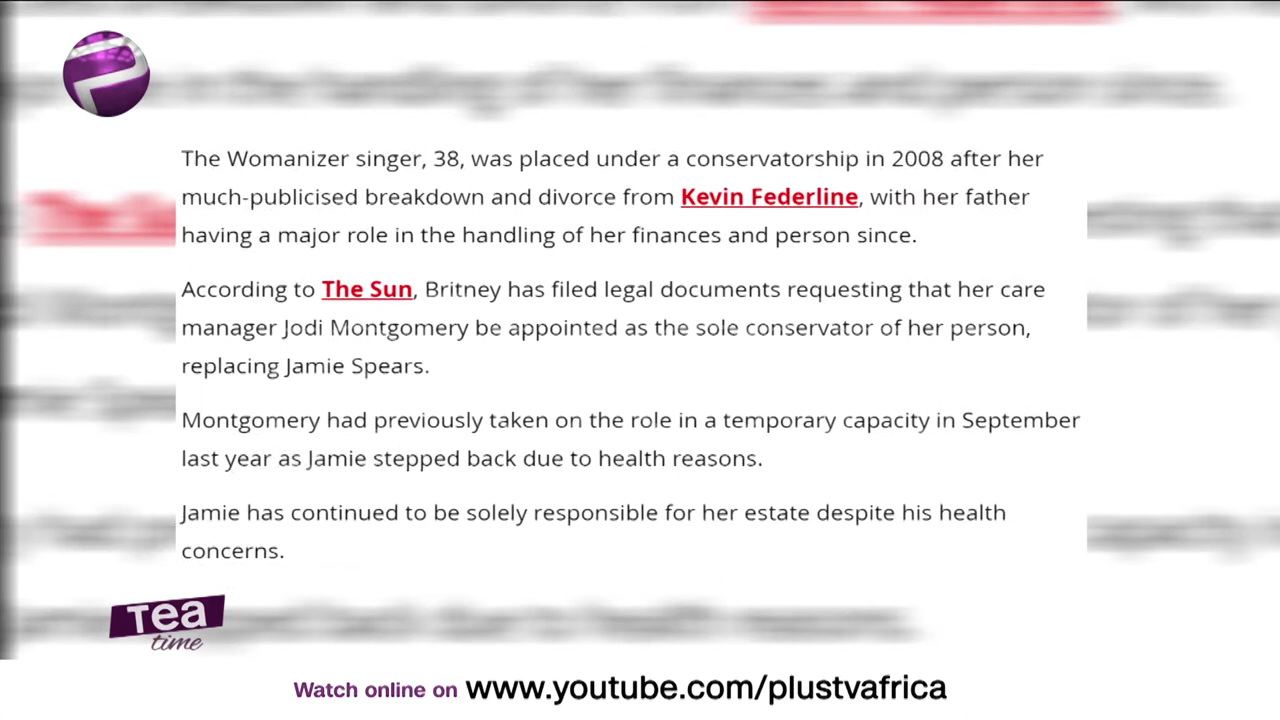 The Womanizer singer, 38, was placed under a conservatorship in 2008 after her
much-publicised breakdown and divorce from Kevin Federline, with her father
having a major role in the handling of her finances and person since.
According to The Sun, Britney has filed legal documents requesting that her care
manager Jodi Montgomery be appointed as the sole conservator of her person,
replacing Jamie Spears.
Montgomery had previously taken on the role in a temporary capacity in September
last year as Jamie stepped back due to health reasons.
Jamie has continued to be solely responsible for her estate despite his health
concerns.
Tea
time
Watch online on www.youtube.com/plustvafrica